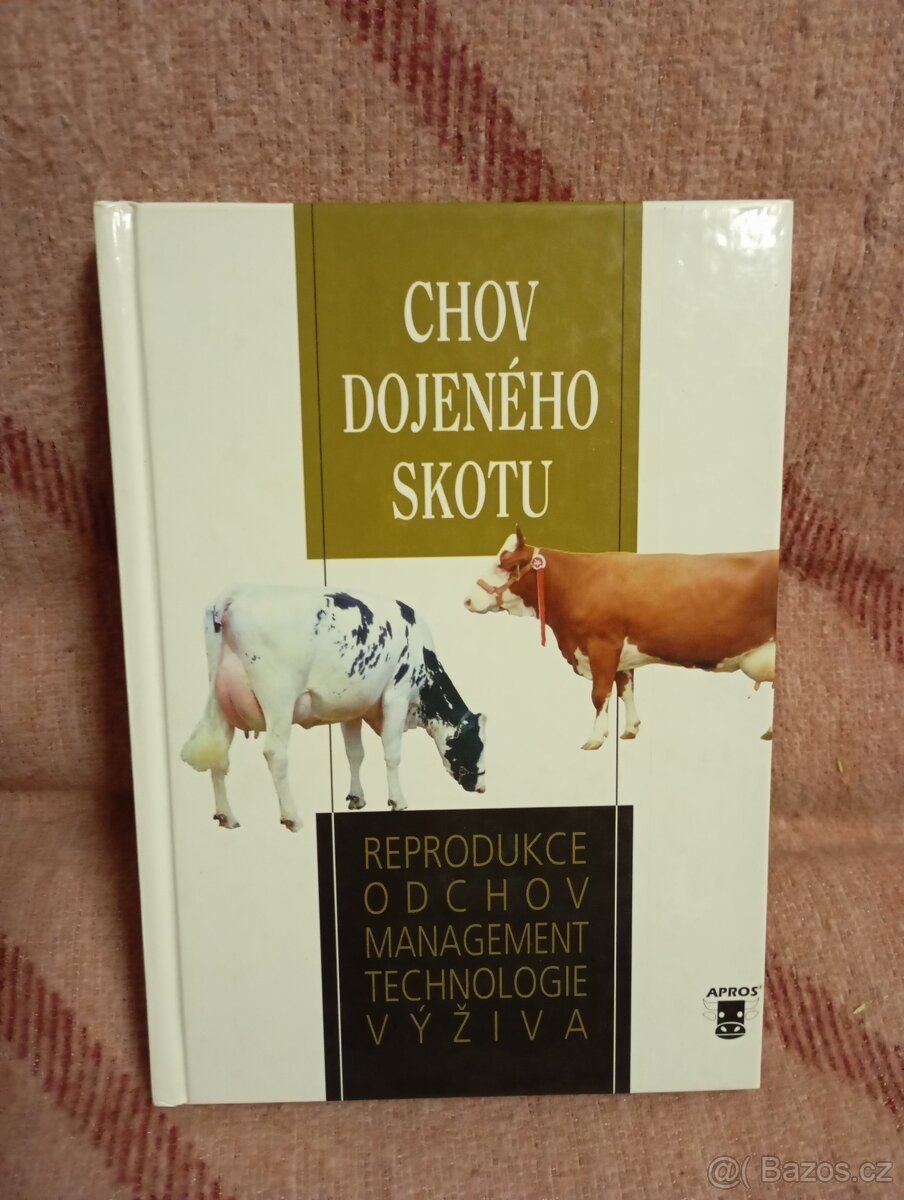 CHOV
DOJENÉHO
SKOTU
REPRODUKCE
ODCHOV
MANAGEMENT
TECHNOLOGIE
VÝŽIVA
APROS®
@( Bazos.cz